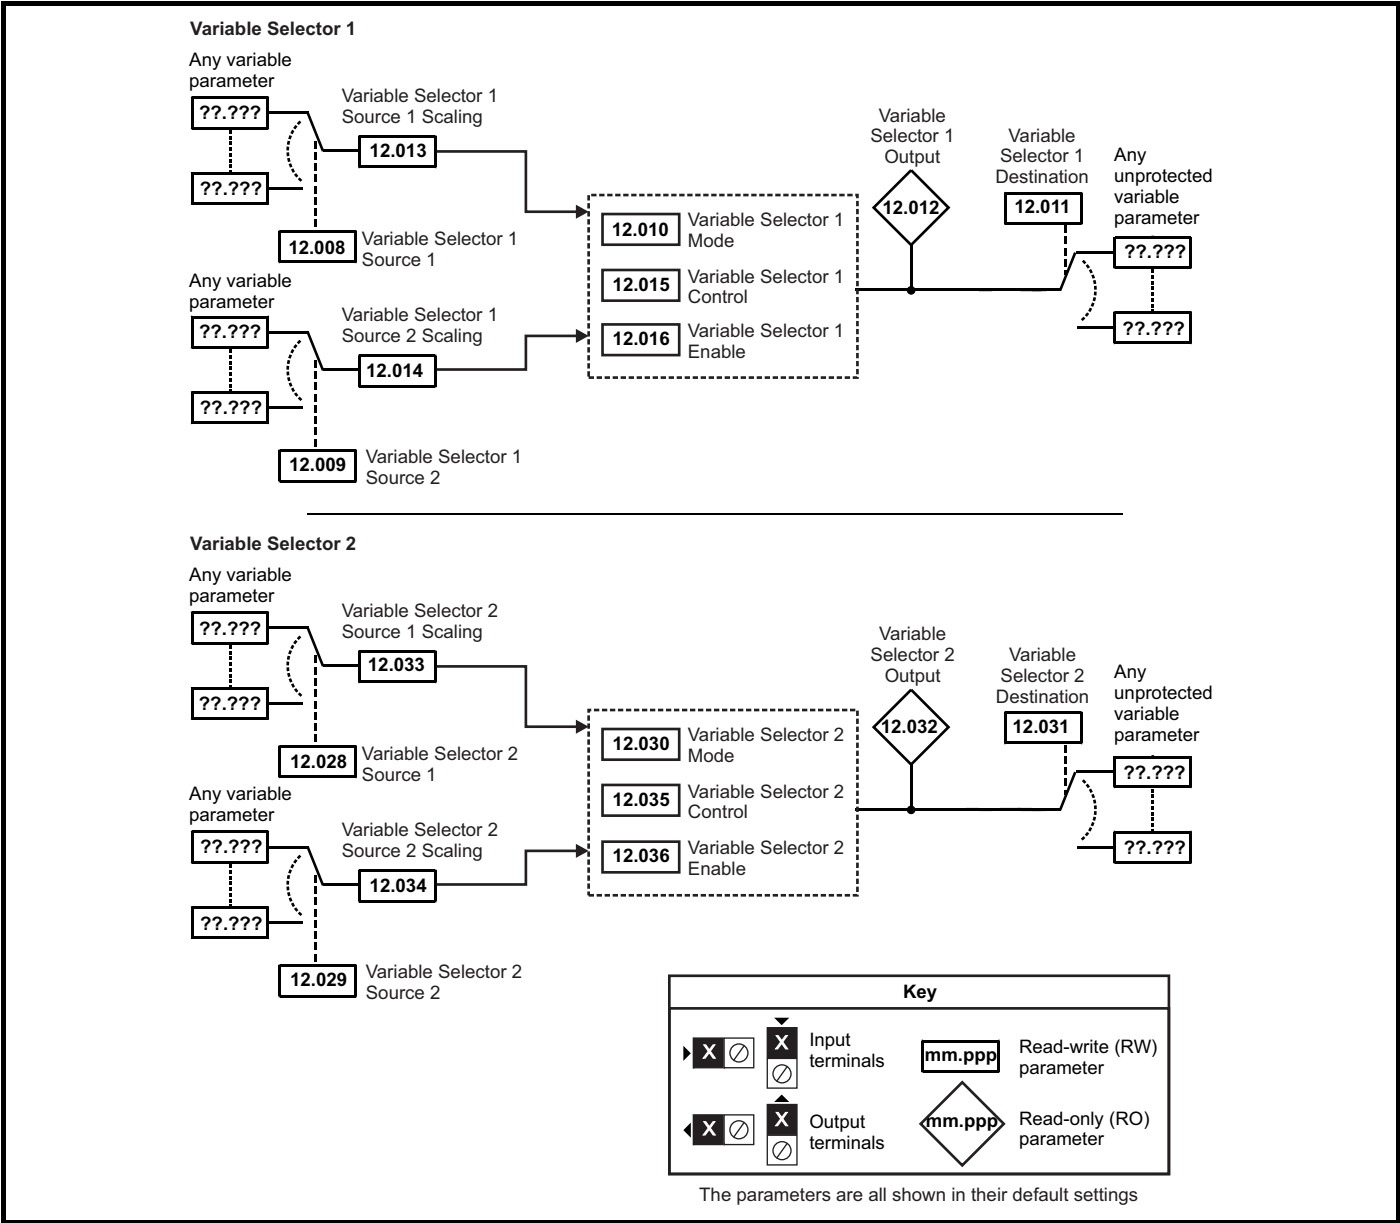 Variable Selector 1
Any variable
parameter
??.???
??.???
Variable Selector 1
Source 1 Scaling
12.013
12.008
Variable Selector 1
Source 1
Any variable
parameter
??.???
??.???
Variable Selector 1
Source 2 Scaling
12.014
12.009
Variable Selector 1
Source 2
12.010
Variable Selector 1
Mode
12.015
Variable Selector 1
Control
12.016
Variable Selector 1
Enable
Variable
Selector 1
Output
12.012
Variable
Selector 1
Destination
12.011
Any
unprotected
variable
parameter
??.???
??.???
Variable Selector 2
Any variable
parameter
??.???
??.???
Variable Selector 2
Source 1 Scaling
12.033
12.028
Variable Selector 2
Source 1
Any variable
parameter
??.???
??.???
Variable Selector 2
Source 2 Scaling
12.034
12.029
Variable Selector 2
Source 2
12.030
Variable Selector 2
Mode
12.035
Variable Selector 2
Control
12.036
Variable Selector 2
Enable
Variable
Selector 2
Output
12.032
Variable
Selector 2
Destination
12.031
Any
unprotected
variable
parameter
??.???
??.???
Key
X
X
Input
terminals
mm.ppp
Read-write (RW)
parameter
X
X
Output
terminals
mm.ppp
Read-only (RO)
parameter
The parameters are all shown in their default settings